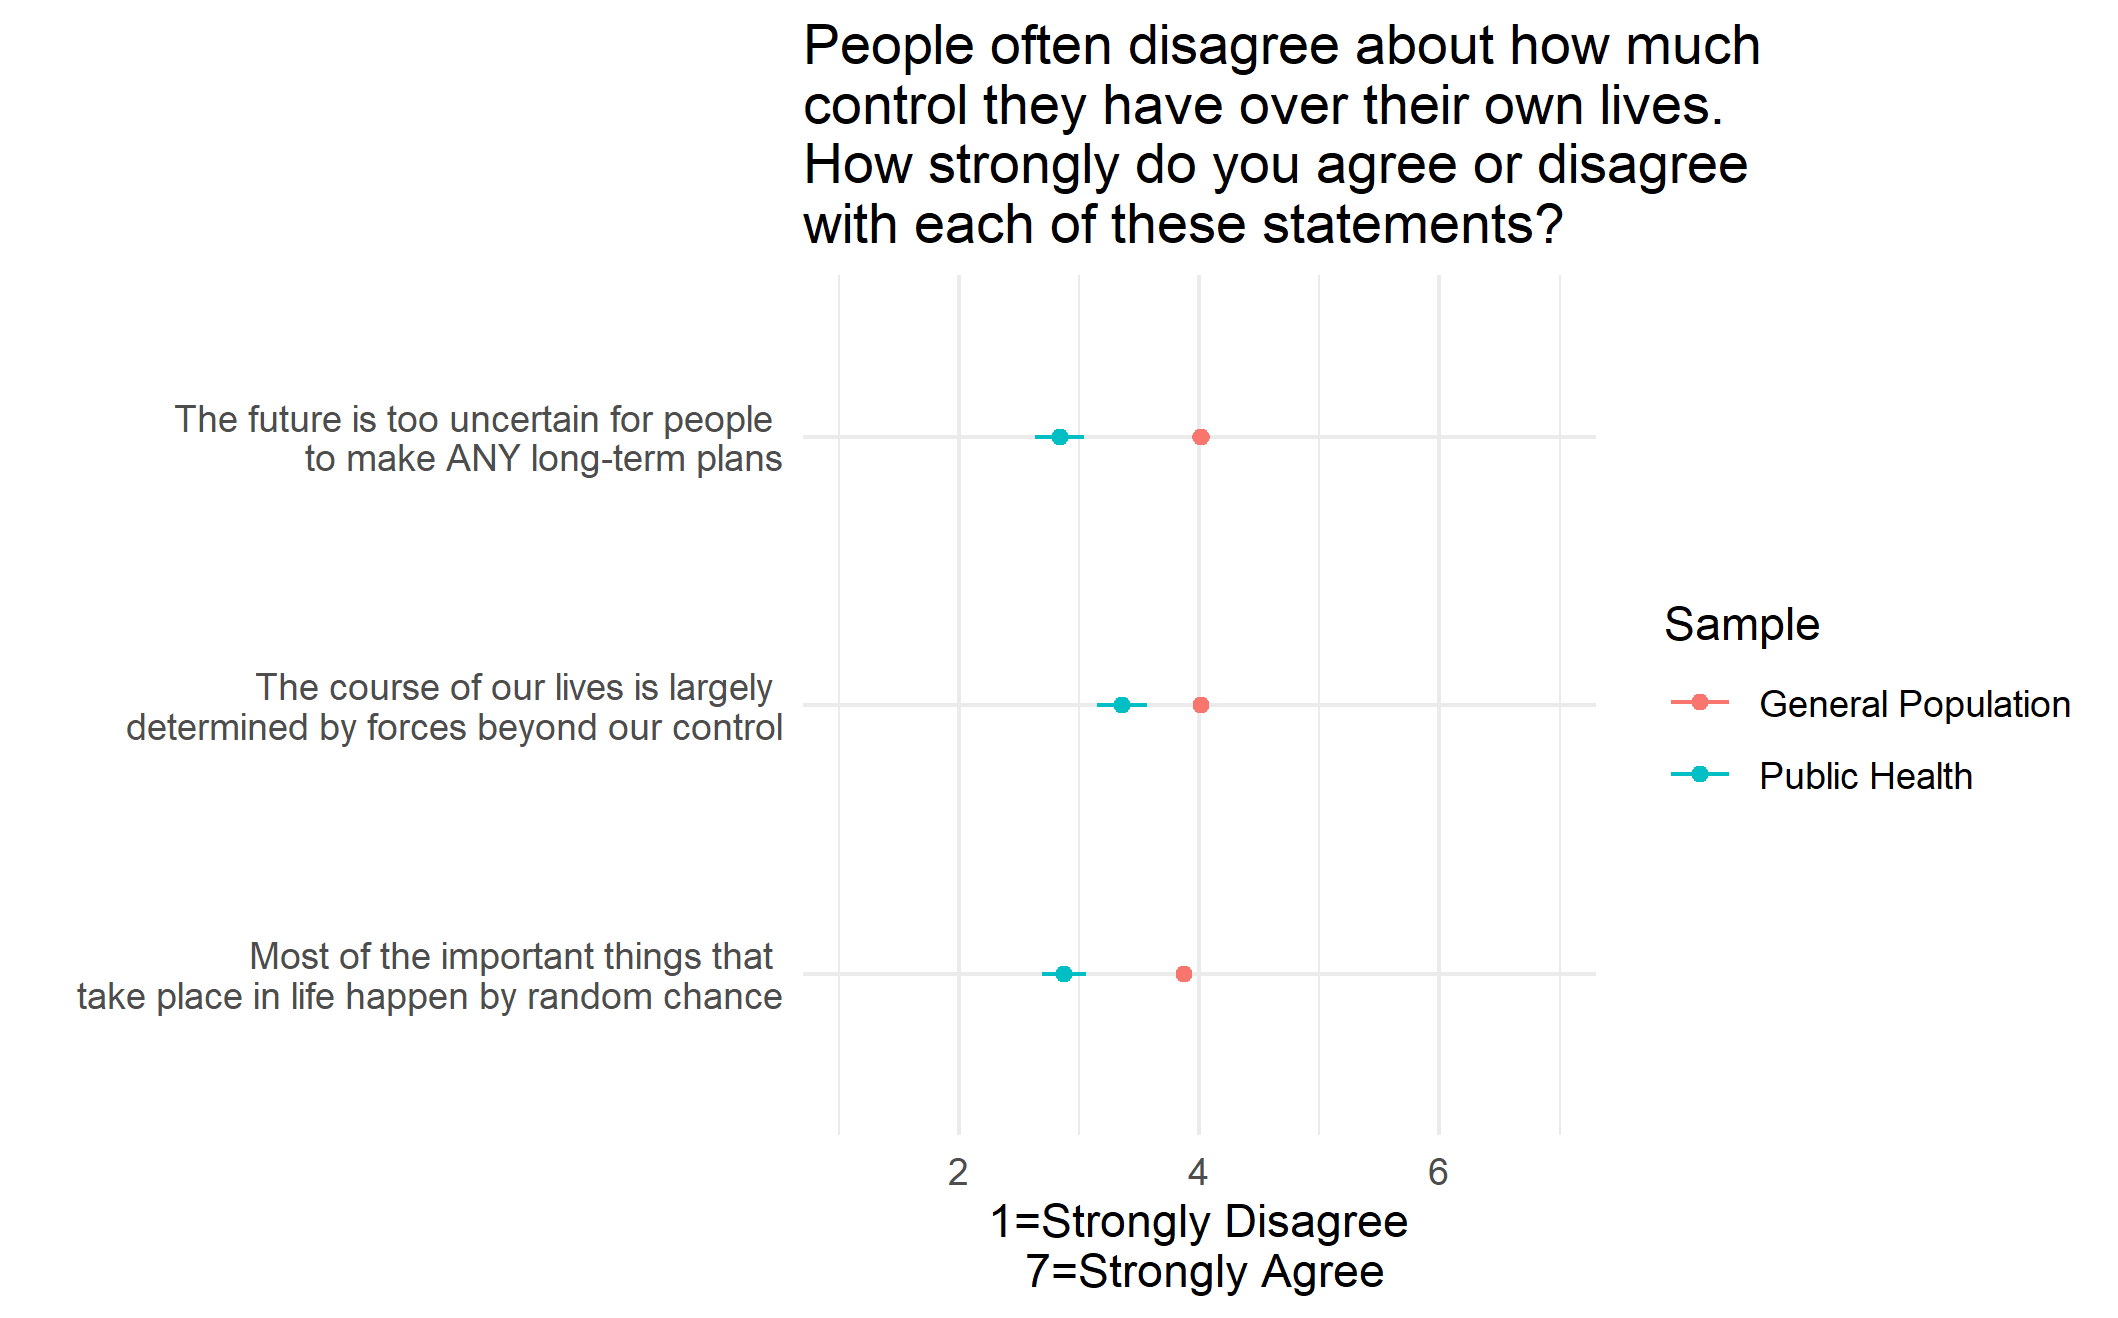 People often disagree about how much
control they have over their own lives.
How strongly do you agree or disagree
with each of these statements?
The future is too uncertain for people
to make ANY long-term plans
The course of our lives is largely
determined by forces beyond our control
Most of the important things that
take place in life happen by random chance
Sample
General Population
Public Health
2 4 6
1=Strongly Disagree
7=Strongly Agree